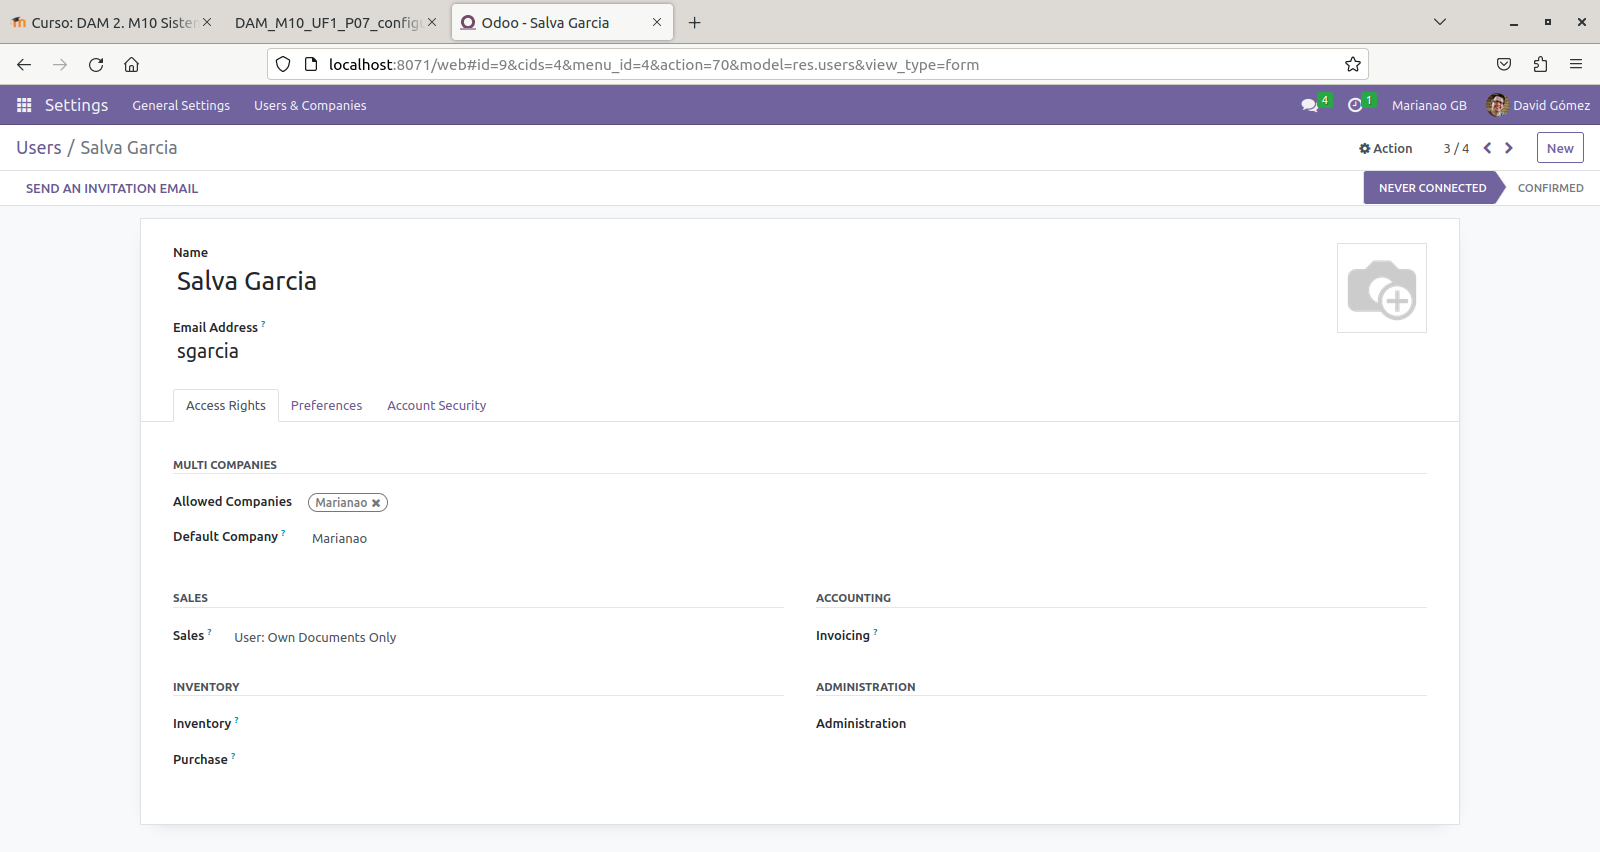 Curso: DAM 2. M10 Sister
DAM_M10_UF1_P07_config
Odoo - Salva Garcia
localhost:8071/web#id=9&cids=4&menu_id=4&action=70&model=res.users&view_type=form
Settings General Settings Users & Companies 4 1 Marianao GB David Gómez
Users / Salva Garcia Action 3 / 4 New
SEND AN INVITATION EMAIL NEVER CONNECTED CONFIRMED
Name
Salva Garcia
Email Address ?
sgarcia
Access Rights Preferences Account Security
MULTI COMPANIES
Allowed Companies Marianao
Default Company ? Marianao
SALES
Sales ? User: Own Documents Only
ACCOUNTING
Invoicing ?
INVENTORY
Inventory ?
Purchase ?
ADMINISTRATION
Administration